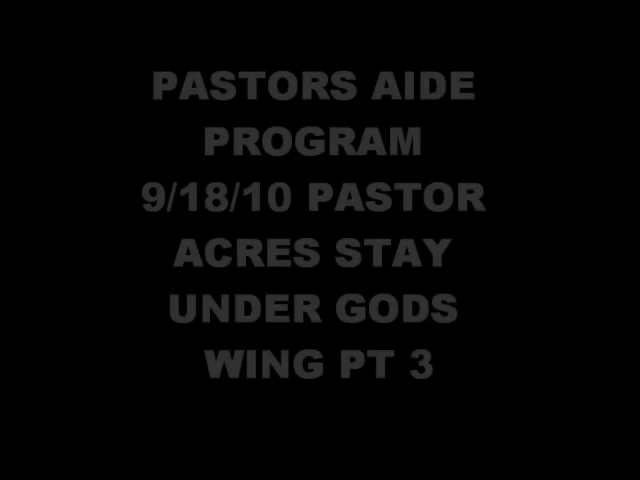 PASTORS AIDE
PROGRAM
9/18/10 PASTOR
ACRES STAY
UNDER GODS
WING PT 3